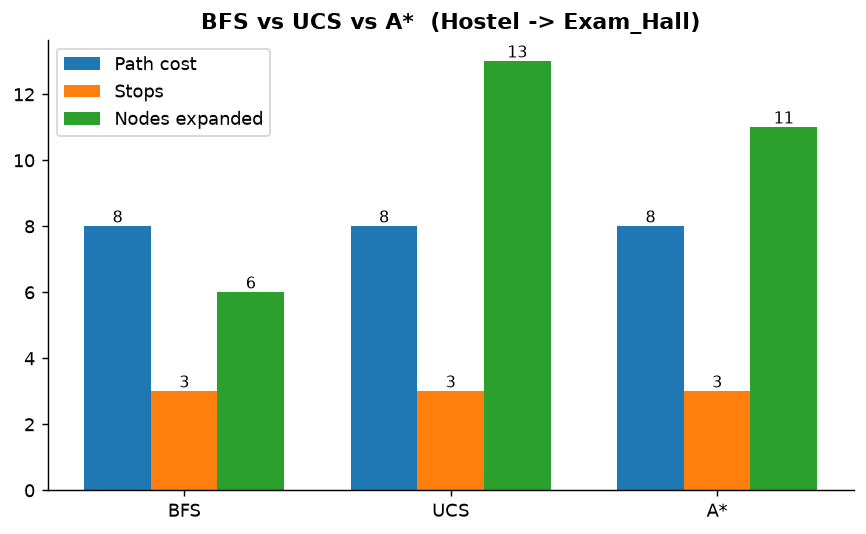 BFS vs UCS vs A*  (Hostel -> Exam_Hall)
Path cost
Stops
Nodes expanded
12
10
8
6
4
2
0
8
3
6
8
3
13
8
3
11
BFS
UCS
A*